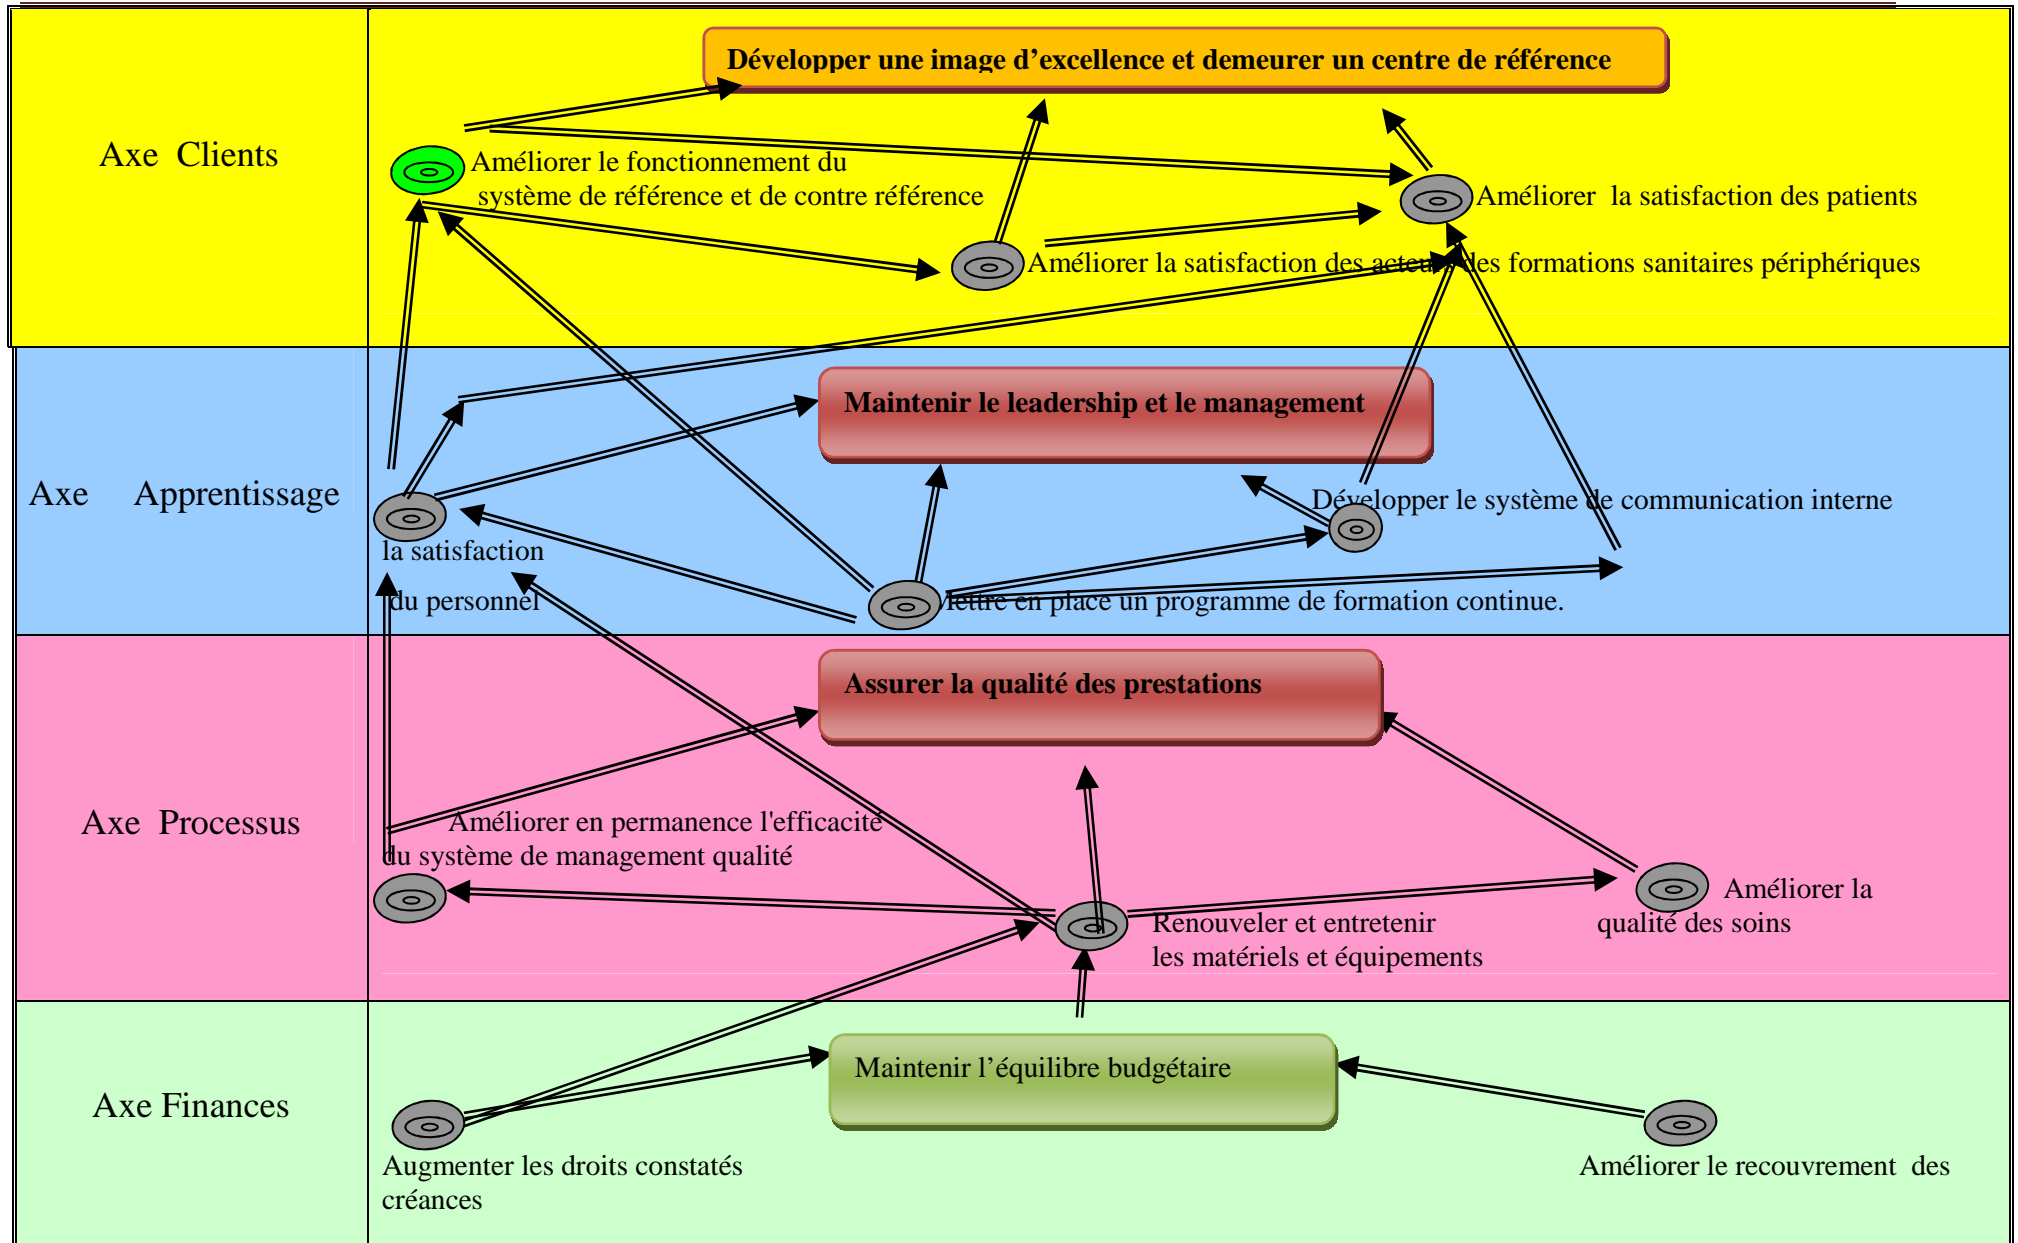 Développer une image d’excellence et demeurer un centre de référence
Axe Clients
Améliorer le fonctionnement du
système de référence et de contre référence
Améliorer la satisfaction des patients
Améliorer la satisfaction des acteurs des formations sanitaires périphériques
Maintenir le leadership et le management
Axe Apprentissage
Développer le système de communication interne
la satisfaction
du personnel
en place un programme de formation continue.
Assurer la qualité des prestations
Axe Processus
Améliorer en permanence l'efficacité
du système de management qualité
Améliorer la
qualité des soins
Renouveler et entretenir
les matériels et équipements
Maintenir l’équilibre budgétaire
Axe Finances
Augmenter les droits constatés
créances
Améliorer le recouvrement des